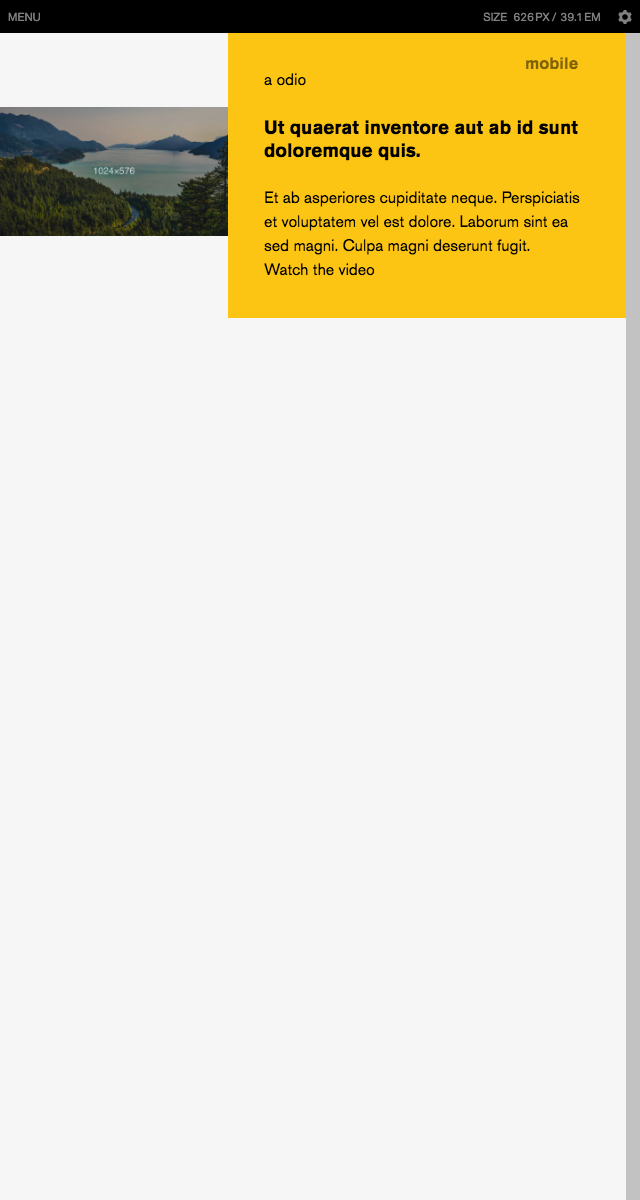 MENU
SIZE 626PX / 39.1EM
mobile
a odio
Ut quaerat inventore aut ab id sunt
doloremque quis.
1024×576
Et ab asperiores cupiditate neque. Perspiciatis
et voluptatem vel est dolore. Laborum sint ea
sed magni. Culpa magni deserunt fugit.
Watch the video